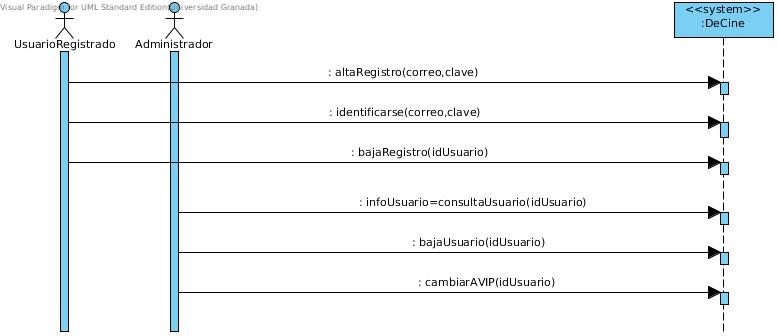 Visual Paradigm for UML Standard Edition(Universidad Granada)
<<system>>
:DeCine
UsuarioRegistrado
Administrador
: altaRegistro(correo,clave)
: identificarse(correo,clave)
: bajaRegistro(idUsuario)
: infoUsuario=consultaUsuario(idUsuario)
: bajaUsuario(idUsuario)
: cambiarAVIP(idUsuario)